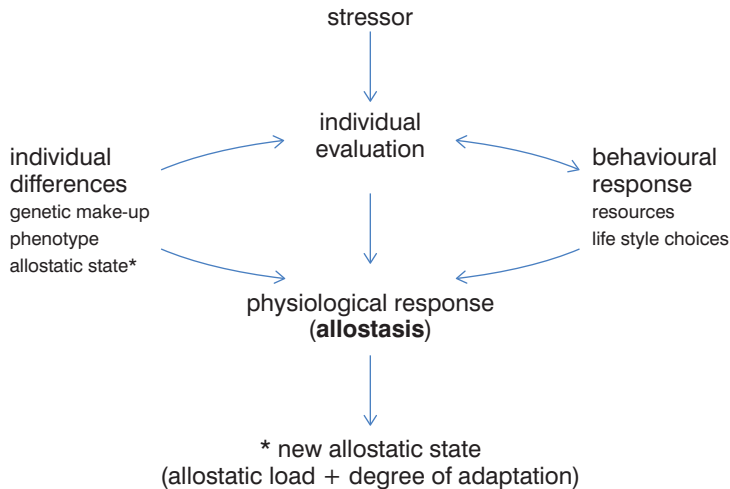 stressor
individual
evaluation
individual
differences
genetic make-up
phenotype
allostatic state*
behavioural
response
resources
life style choices
physiological response
(allostasis)
* new allostatic state
(allostatic load + degree of adaptation)